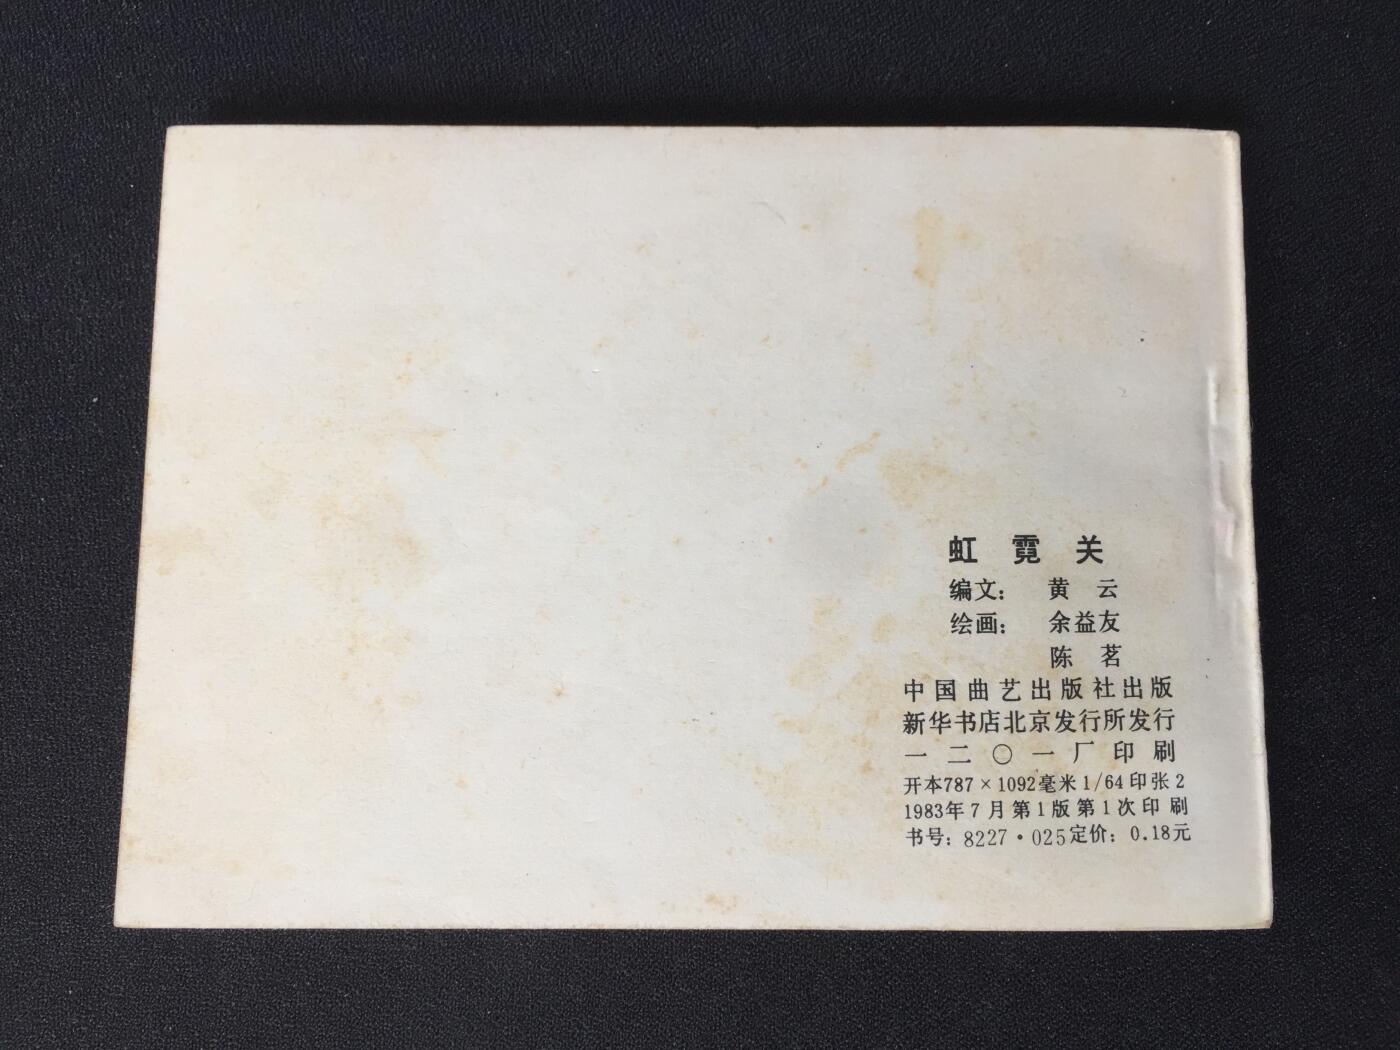 虹霓关
编文：黄云
绘画：余益友
陈茗
中国曲艺出版社出版
新华书店北京发行所发行
一二〇一厂印刷
开本787×1092毫米1/64印张2
1983年7月第1版第1次印刷
书号：8227·025定价：0.18元